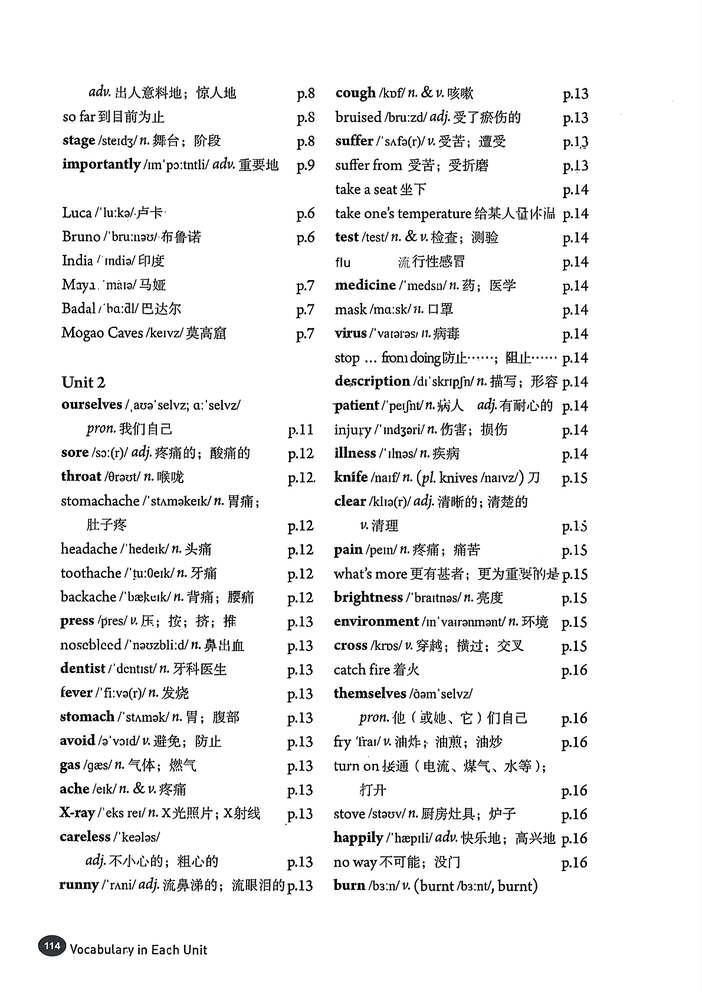 adv. 出人意料地；惊人地 p.8
so far 到目前为止 p.8
stage /steɪdʒ/ n. 舞台；阶段 p.8
importantly /ɪmˈpɔːtntli/ adv. 重要地 p.9
Luca /ˈluːkə/ 卢卡 p.6
Bruno /ˈbruːnəʊ/ 布鲁诺 p.6
India /ˈɪndiə/ 印度
Maya /ˈmaɪə/ 马娅 p.7
Badal /ˈbɑːdl/ 巴达尔 p.7
Mogao Caves /keɪvz/ 莫高窟 p.7
Unit 2
ourselves /ˌaʊəˈselvz; ɑːˈselvz/
pron. 我们自己 p.11
sore /sɔː(r)/ adj. 疼痛的；酸痛的 p.12
throat /θrəʊt/ n. 喉咙 p.12
stomachache /ˈstʌməkeɪk/ n. 胃痛；
肚子疼 p.12
headache /ˈhedeɪk/ n. 头痛 p.12
toothache /ˈtuːθeɪk/ n. 牙痛 p.12
backache /ˈbækeɪk/ n. 背痛；腰痛 p.12
press /pres/ v. 压；按；挤；推 p.13
nosebleed /ˈnəʊzbliːd/ n. 鼻出血 p.13
dentist /ˈdentɪst/ n. 牙科医生 p.13
fever /ˈfiːvə(r)/ n. 发烧 p.13
stomach /ˈstʌmək/ n. 胃；腹部 p.13
avoid /əˈvɔɪd/ v. 避免；防止 p.13
gas /ɡæs/ n. 气体；燃气 p.13
ache /eɪk/ n. & v. 疼痛 p.13
X-ray /ˈeks reɪ/ n. X光照片；X射线 p.13
careless /ˈkeələs/
adj. 不小心的；粗心的 p.13
runny /ˈrʌni/ adj. 流鼻涕的；流眼泪的 p.13
cough /kɒf/ n. & v. 咳嗽 p.13
bruised /bruːzd/ adj. 受了瘀伤的 p.13
suffer /ˈsʌfə(r)/ v. 受苦；遭受 p.13
suffer from 受苦；受折磨 p.13
take a seat 坐下 p.14
take one's temperature 给某人量体温 p.14
test /test/ n. & v. 检查；测验 p.14
flu 流行性感冒 p.14
medicine /ˈmedsn/ n. 药；医学 p.14
mask /mɑːsk/ n. 口罩 p.14
virus /ˈvaɪərəs/ n. 病毒 p.14
stop … from doing 防止……；阻止…… p.14
description /dɪˈskrɪpʃn/ n. 描写；形容 p.14
patient /ˈpeɪʃnt/ n. 病人 adj. 有耐心的 p.14
injury /ˈɪndʒəri/ n. 伤害；损伤 p.14
illness /ˈɪlnəs/ n. 疾病 p.14
knife /naɪf/ n. (pl. knives /naɪvz/) 刀 p.15
clear /klɪə(r)/ adj. 清晰的；清楚的
v. 清理 p.15
pain /peɪn/ n. 疼痛；痛苦 p.15
what's more 更有甚者；更为重要的是 p.15
brightness /ˈbraɪtnəs/ n. 亮度 p.15
environment /ɪnˈvaɪrənmənt/ n. 环境 p.15
cross /krɒs/ v. 穿越；横过；交叉 p.15
catch fire 着火 p.16
themselves /ðəmˈselvz/
pron. 他（或她、它）们自己 p.16
fry /fraɪ/ v. 油炸；油煎；油炒 p.16
turn on 接通（电流、煤气、水等）；
打开 p.16
stove /stəʊv/ n. 厨房灶具；炉子 p.16
happily /ˈhæpɪli/ adv. 快乐地；高兴地 p.16
no way 不可能；没门 p.16
burn /bɜːn/ v. (burnt /bɜːnt/, burnt)
114 Vocabulary in Each Unit